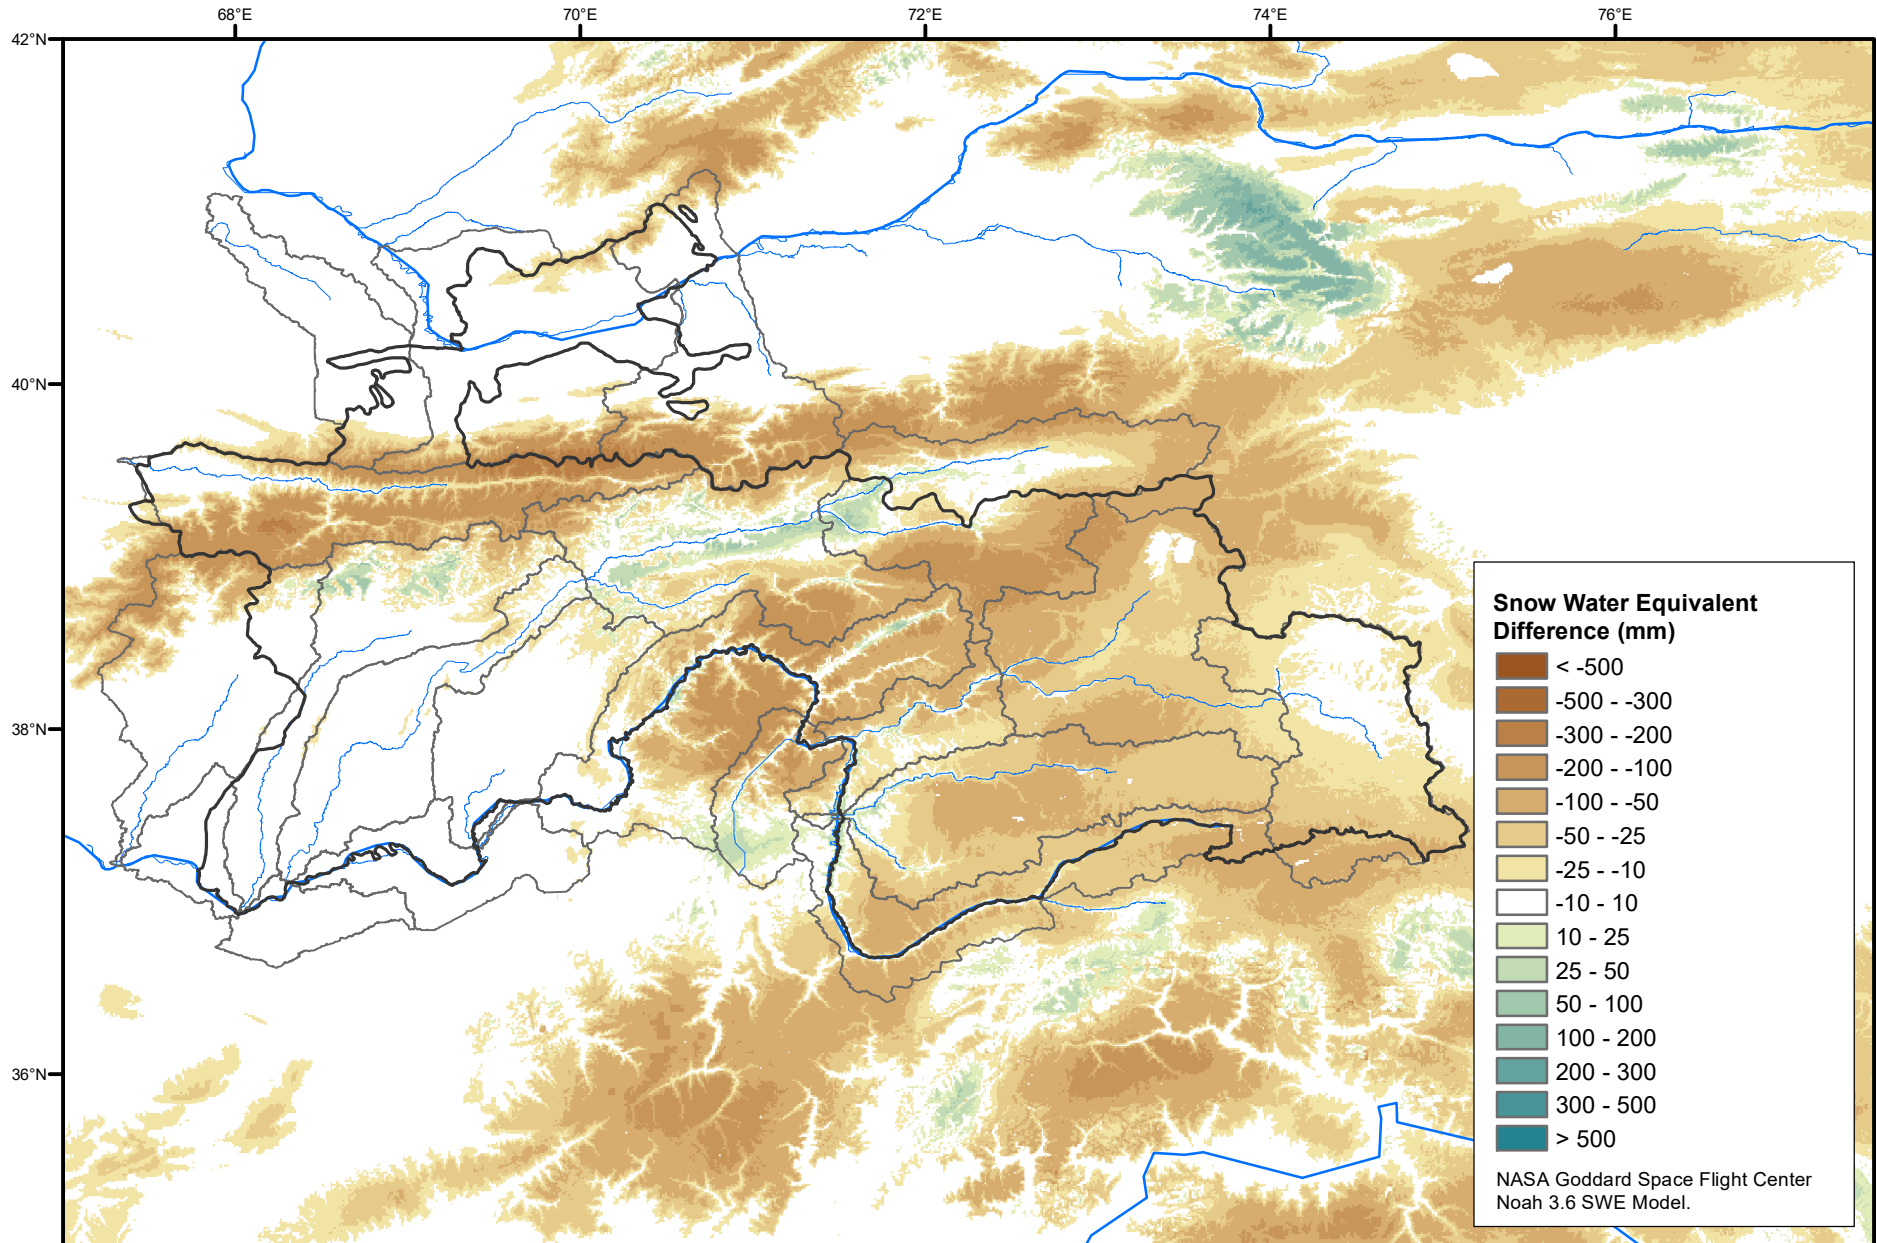 68°E 70°E 72°E 74°E 76°E
42°N
40°N
38°N
36°N
Snow Water Equivalent
Difference (mm)
< -500
-500 - -300
-300 - -200
-200 - -100
-100 - -50
-50 - -25
-25 - -10
-10 - 10
10 - 25
25 - 50
50 - 100
100 - 200
200 - 300
300 - 500
> 500
NASA Goddard Space Flight Center
Noah 3.6 SWE Model.